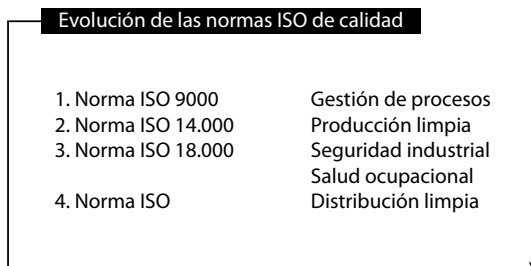 Evolución de las normas ISO de calidad
1. Norma ISO 9000 Gestión de procesos
2. Norma ISO 14.000 Producción limpia
3. Norma ISO 18.000 Seguridad industrial
Salud ocupacional
4. Norma ISO Distribución limpia